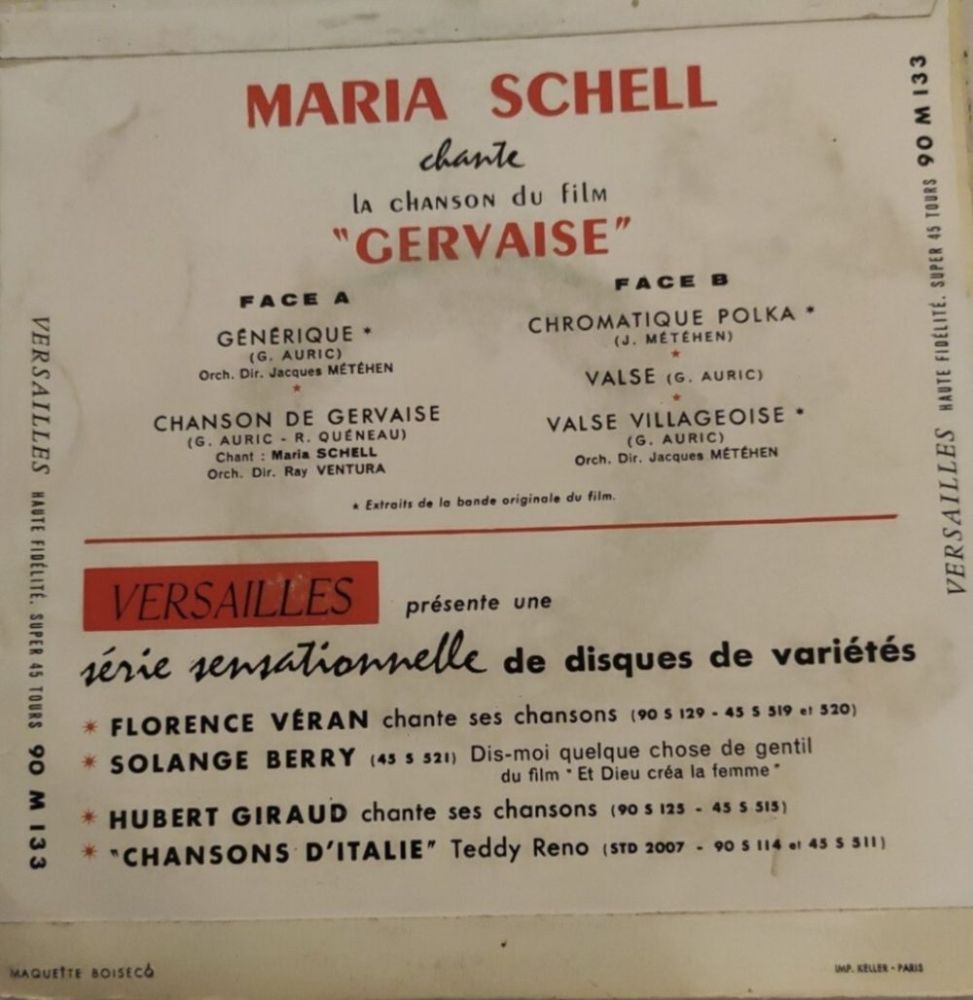 MARIA SCHELL
chante
LA CHANSON du film
"GERVAISE"
FACE A
GÉNÉRIQUE *
(G. AURIC)
Orch. Dir. Jacques MÉTÉHEN
*
CHANSON DE GERVAISE
(G. AURIC - R. QUÉNEAU)
Chant : Maria SCHELL
Orch. Dir. Ray VENTURA
FACE B
CHROMATIQUE POLKA *
(J. MÉTÉHEN)
*
VALSE (G. AURIC)
*
VALSE VILLAGEOISE *
(G. AURIC)
Orch. Dir. Jacques MÉTÉHEN
* Extraits de la bande originale du film.
VERSAILLES présente une
série sensationnelle de disques de variétés
* FLORENCE VÉRAN chante ses chansons (90 S 129 - 45 S 519 et 520)
* SOLANGE BERRY (45 S 521) Dis-moi quelque chose de gentil
du film "Et Dieu créa la femme"
* HUBERT GIRAUD chante ses chansons (90 S 125 - 45 S 515)
* "CHANSONS D'ITALIE" Teddy Reno (STD 2007 - 90 S 114 et 45 S 511)
VERSAILLES HAUTE FIDÉLITÉ. SUPER 45 TOURS 90 M 133
VERSAILLES HAUTE FIDÉLITÉ. SUPER 45 TOURS 90 M 133
MAQUETTE BOISECQ
IMP. KELLER - PARIS